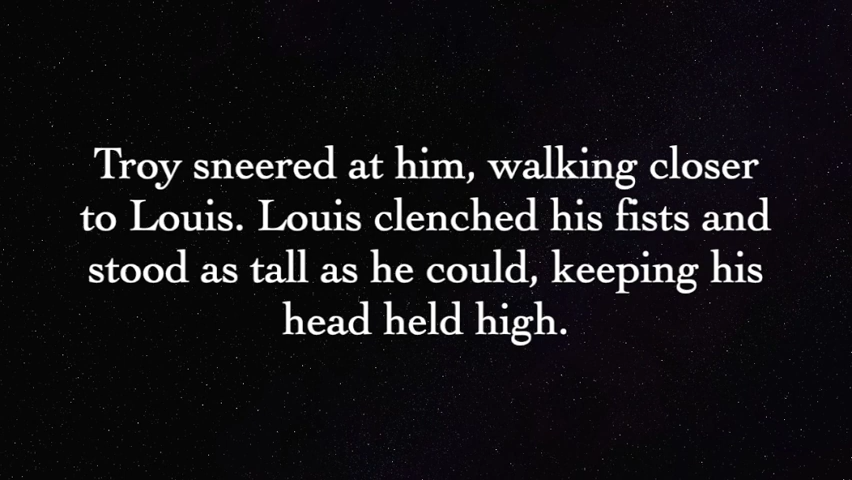 Troy sneered at him, walking closer
to Louis. Louis clenched his fists and
stood as tall as he could, keeping his
head held high.